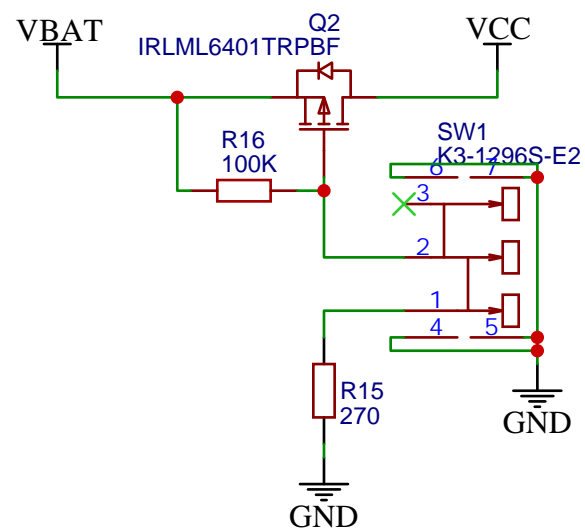 Q2
VBAT
IRLML6401TRPBF
VCC
SW1
K3-1296S-E2
R16
100K
6 7
3
2
1
4 5
R15
270
GND
GND